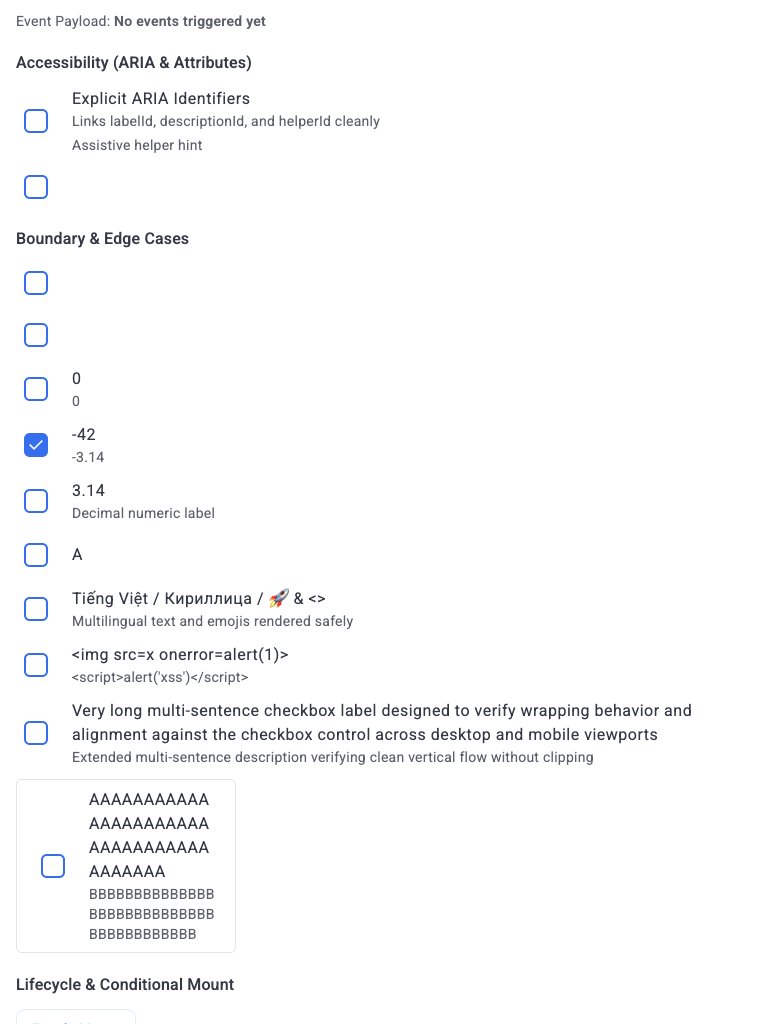 Event Payload: No events triggered yet
Accessibility (ARIA & Attributes)
Explicit ARIA Identifiers
Links labelId, descriptionId, and helperId cleanly
Assistive helper hint
Boundary & Edge Cases
0
0
-42
-3.14
3.14
Decimal numeric label
A
Tiếng Việt / Кириллица / 🚀 & <>
Multilingual text and emojis rendered safely
<img src=x onerror=alert(1)>
<script>alert('xss')</script>
Very long multi-sentence checkbox label designed to verify wrapping behavior and
alignment against the checkbox control across desktop and mobile viewports
Extended multi-sentence description verifying clean vertical flow without clipping
AAAAAAAAAAA
AAAAAAAAAAA
AAAAAAAAAAA
AAAAAAA
BBBBBBBBBBBBBB
BBBBBBBBBBBBBB
BBBBBBBBBBBB
Lifecycle & Conditional Mount